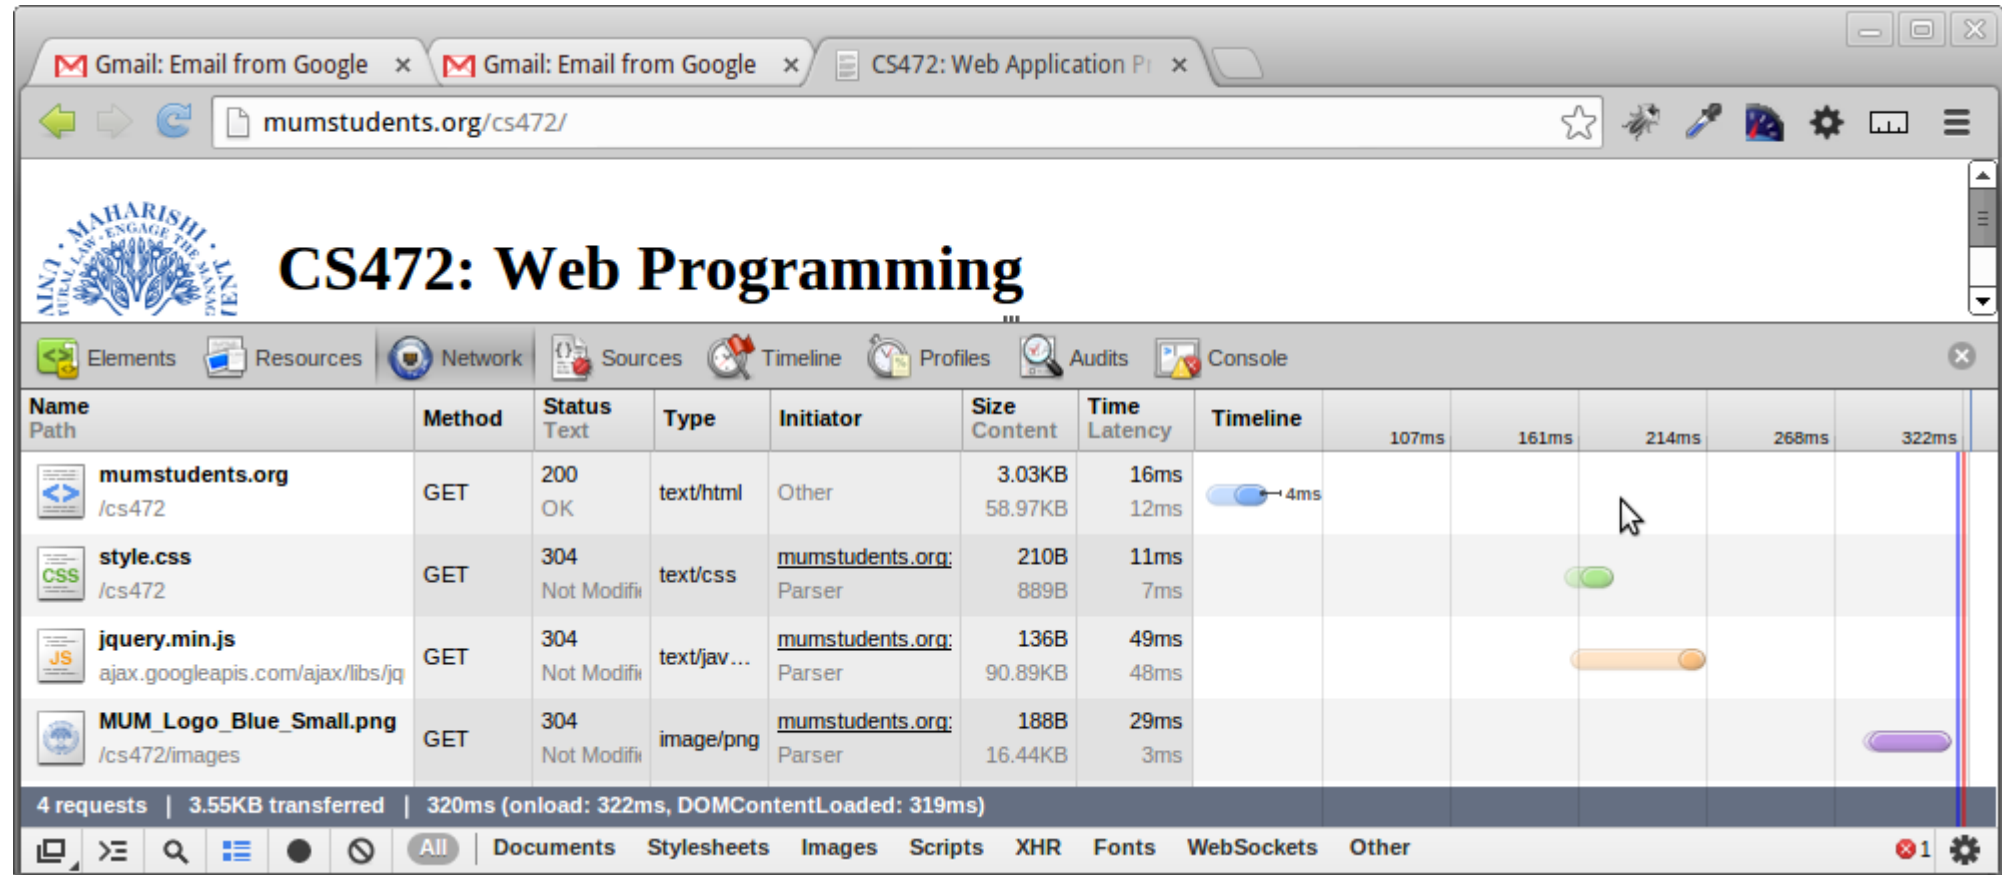 Gmail: Email from Google × Gmail: Email from Google × CS472: Web Application Pr ×
mumstudents.org/cs472/
MAHARISHI
ENGAGE THE MANAG
CS472: Web Programming
Elements Resources Network Sources Timeline Profiles Audits Console
Name Method Status Type Initiator Size Time Timeline
Path Text Content Latency 107ms 161ms 214ms 268ms 322ms
mumstudents.org GET 200 text/html Other 3.03KB 16ms 4ms
/cs472 OK 58.97KB 12ms
style.css GET 304 text/css mumstudents.org: 210B 11ms
/cs472 Not Modifi Parser 889B 7ms
jquery.min.js GET 304 text/jav... mumstudents.org: 136B 49ms
ajax.googleapis.com/ajax/libs/jq Not Modifi Parser 90.89KB 48ms
MUM_Logo_Blue_Small.png GET 304 image/png mumstudents.org: 188B 29ms
/cs472/images Not Modifi Parser 16.44KB 3ms
4 requests | 3.55KB transferred | 320ms (onload: 322ms, DOMContentLoaded: 319ms)
All Documents Stylesheets Images Scripts XHR Fonts WebSockets Other 1